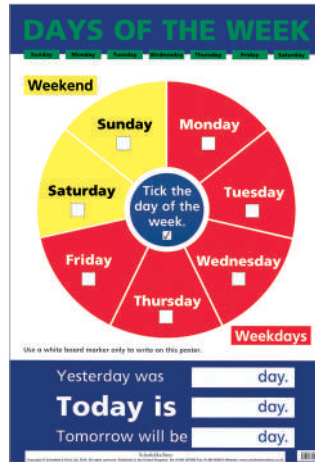 DAYS OF THE WEEK
Sunday Monday Tuesday Wednesday Thursday Friday Saturday
Weekend
Sunday
Monday
Saturday
Tick the
day of the
week.
Tuesday
Friday
Wednesday
Thursday
Weekdays
Use a white board marker only to write on this poster.
Yesterday was day.
Today is day.
Tomorrow will be day.